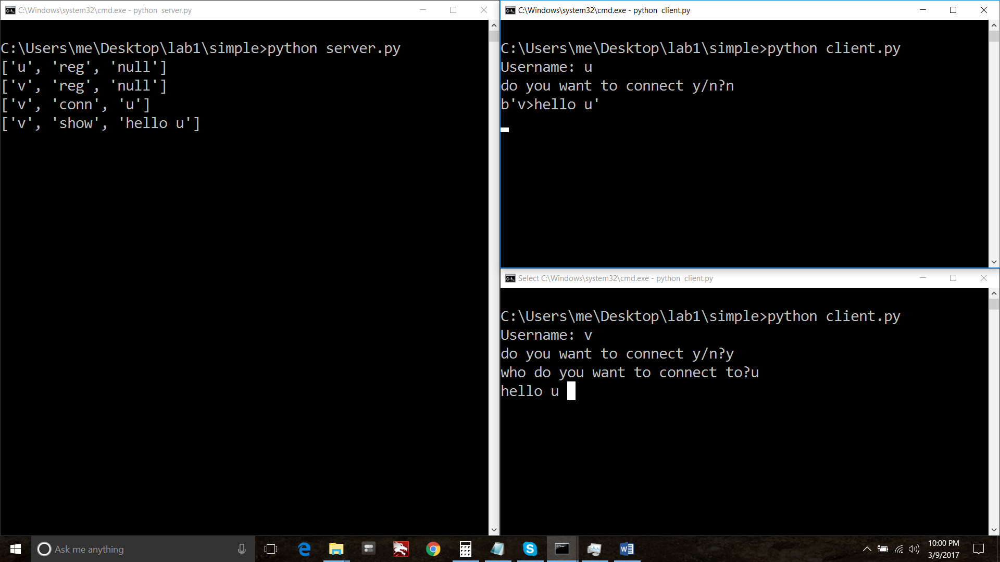 C:\Windows\system32\cmd.exe - python  server.py
C:\Users\me\Desktop\lab1\simple>python server.py
['u', 'reg', 'null']
['v', 'reg', 'null']
['v', 'conn', 'u']
['v', 'show', 'hello u']
C:\Windows\system32\cmd.exe - python  client.py
C:\Users\me\Desktop\lab1\simple>python client.py
Username: u
do you want to connect y/n?n
b'v>hello u'
Select C:\Windows\system32\cmd.exe - python  client.py
C:\Users\me\Desktop\lab1\simple>python client.py
Username: v
do you want to connect y/n?y
who do you want to connect to?u
hello u
Ask me anything
10:00 PM
3/9/2017